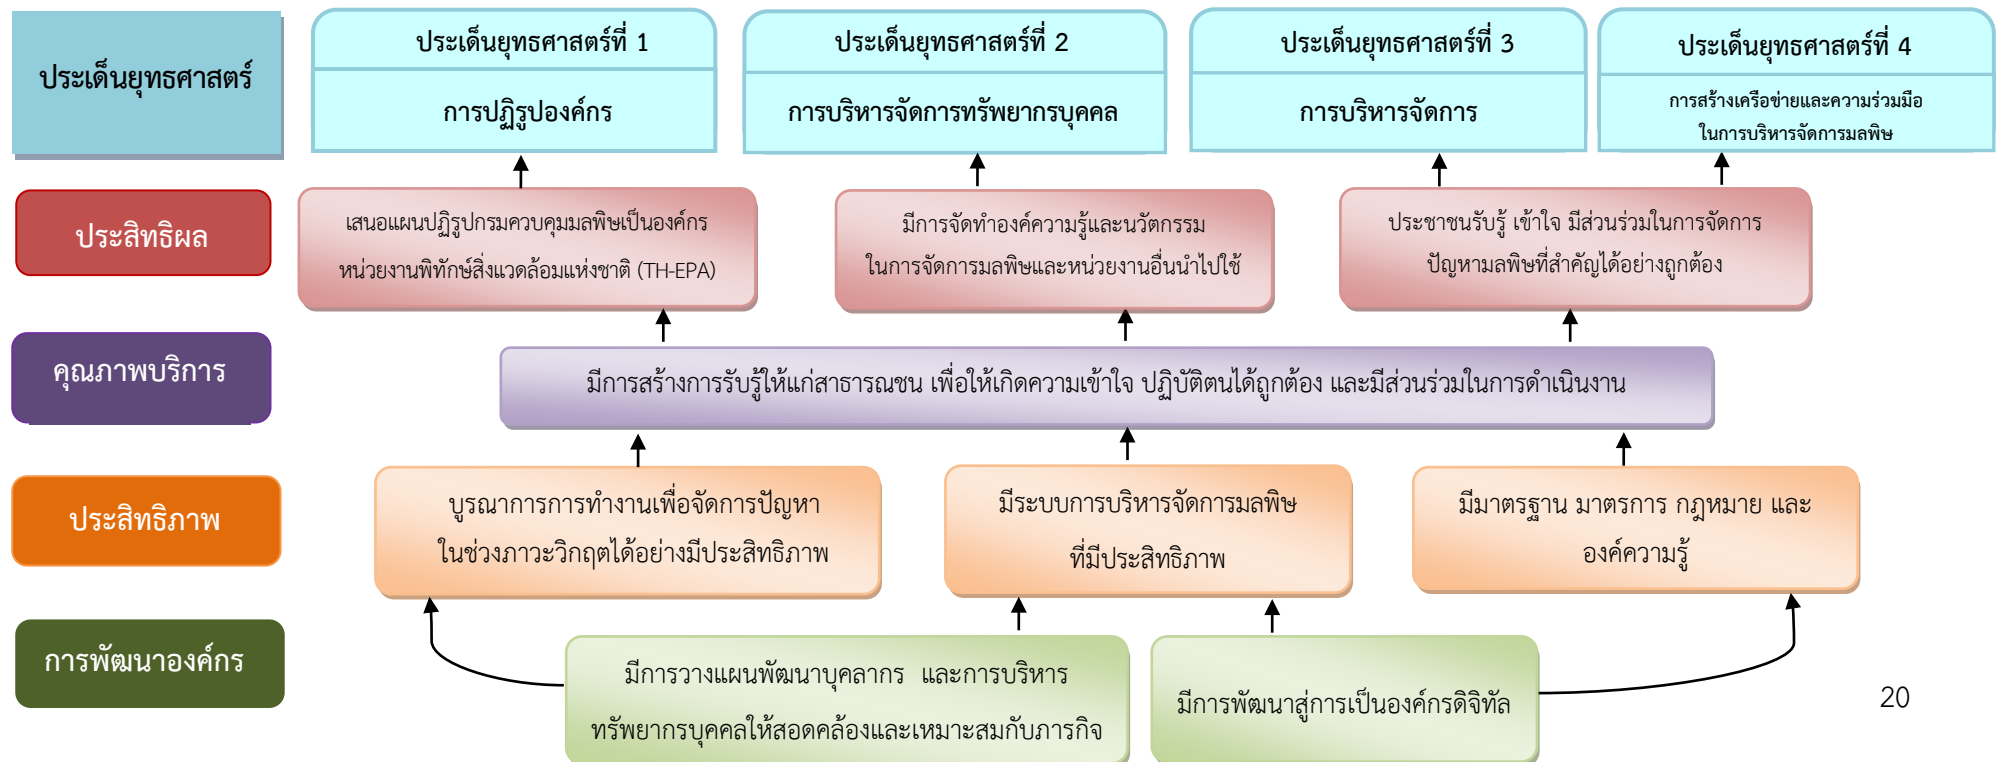 ประเด็นยุทธศาสตร์
ประเด็นยุทธศาสตร์ที่ 1
การปฏิรูปองค์กร
ประเด็นยุทธศาสตร์ที่ 2
การบริหารจัดการทรัพยากรบุคคล
ประเด็นยุทธศาสตร์ที่ 3
การบริหารจัดการ
ประเด็นยุทธศาสตร์ที่ 4
การสร้างเครือข่ายและความร่วมมือ
ในการบริหารจัดการมลพิษ
ประสิทธิผล
เสนอแผนปฏิรูปกรมควบคุมมลพิษเป็นองค์กร
หน่วยงานพิทักษ์สิ่งแวดล้อมแห่งชาติ (TH-EPA)
มีการจัดทำองค์ความรู้และนวัตกรรม
ในการจัดการมลพิษและหน่วยงานอื่นนำไปใช้
ประชาชนรับรู้ เข้าใจ มีส่วนร่วมในการจัดการ
ปัญหามลพิษที่สำคัญได้อย่างถูกต้อง
คุณภาพบริการ
มีการสร้างการรับรู้ให้แก่สาธารณชน เพื่อให้เกิดความเข้าใจ ปฏิบัติตนได้ถูกต้อง และมีส่วนร่วมในการดำเนินงาน
ประสิทธิภาพ
บูรณาการการทำงานเพื่อจัดการปัญหา
ในช่วงภาวะวิกฤตได้อย่างมีประสิทธิภาพ
มีระบบการบริหารจัดการมลพิษ
ที่มีประสิทธิภาพ
มีมาตรฐาน มาตรการ กฎหมาย และ
องค์ความรู้
การพัฒนาองค์กร
มีการวางแผนพัฒนาบุคลากร และการบริหาร
ทรัพยากรบุคคลให้สอดคล้องและเหมาะสมกับภารกิจ
มีการพัฒนาสู่การเป็นองค์กรดิจิทัล
20